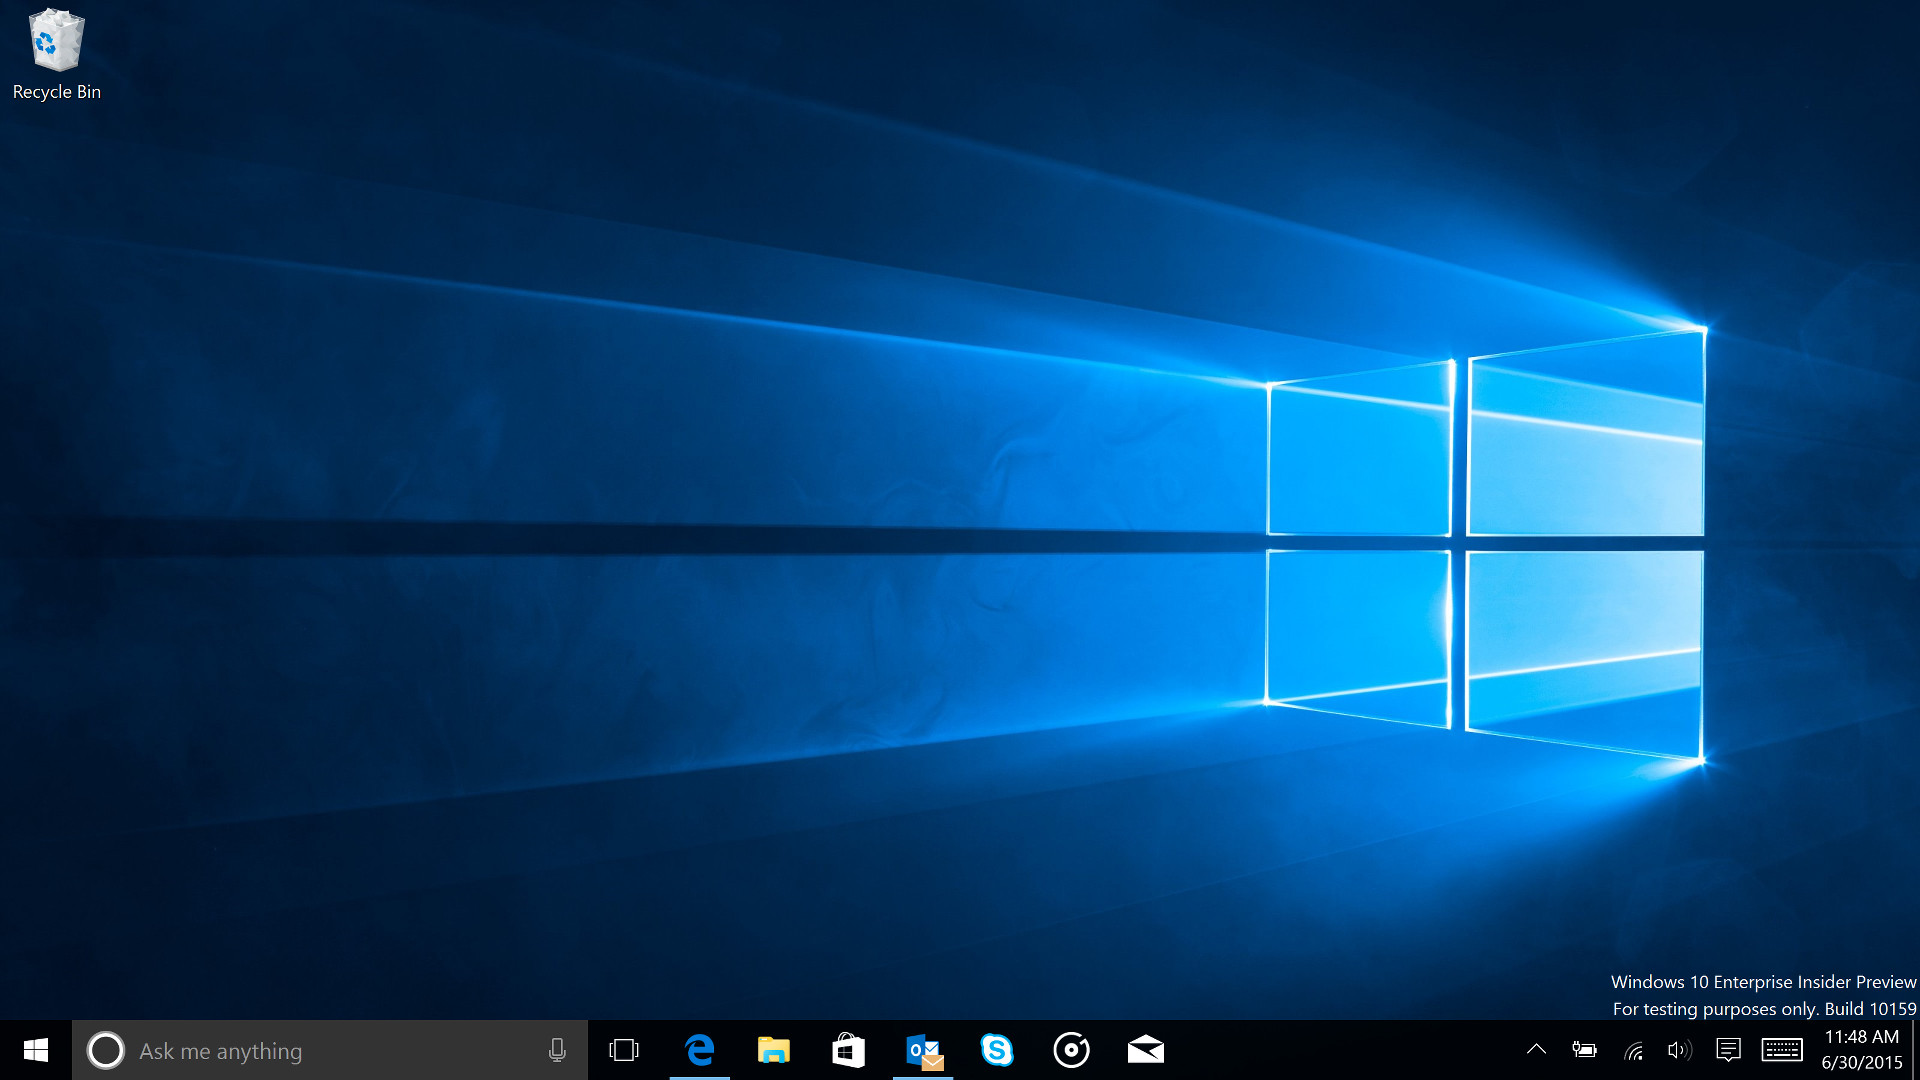 Recycle Bin
Windows 10 Enterprise Insider Preview
For testing purposes only. Build 10159
Ask me anything
11:48 AM
6/30/2015